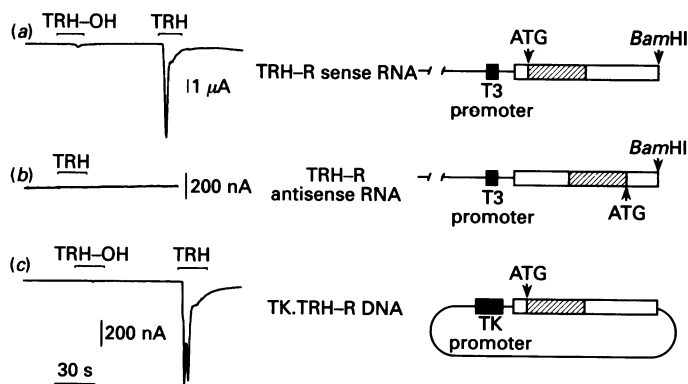 (a)
TRH–OH
TRH
1 μA
TRH–R sense RNA
ATG
BamHI
T3
promoter
(b)
TRH
200 nA
TRH–R
antisense RNA
BamHI
T3
promoter
ATG
(c)
TRH–OH
TRH
200 nA
30 s
TK.TRH–R DNA
ATG
TK
promoter